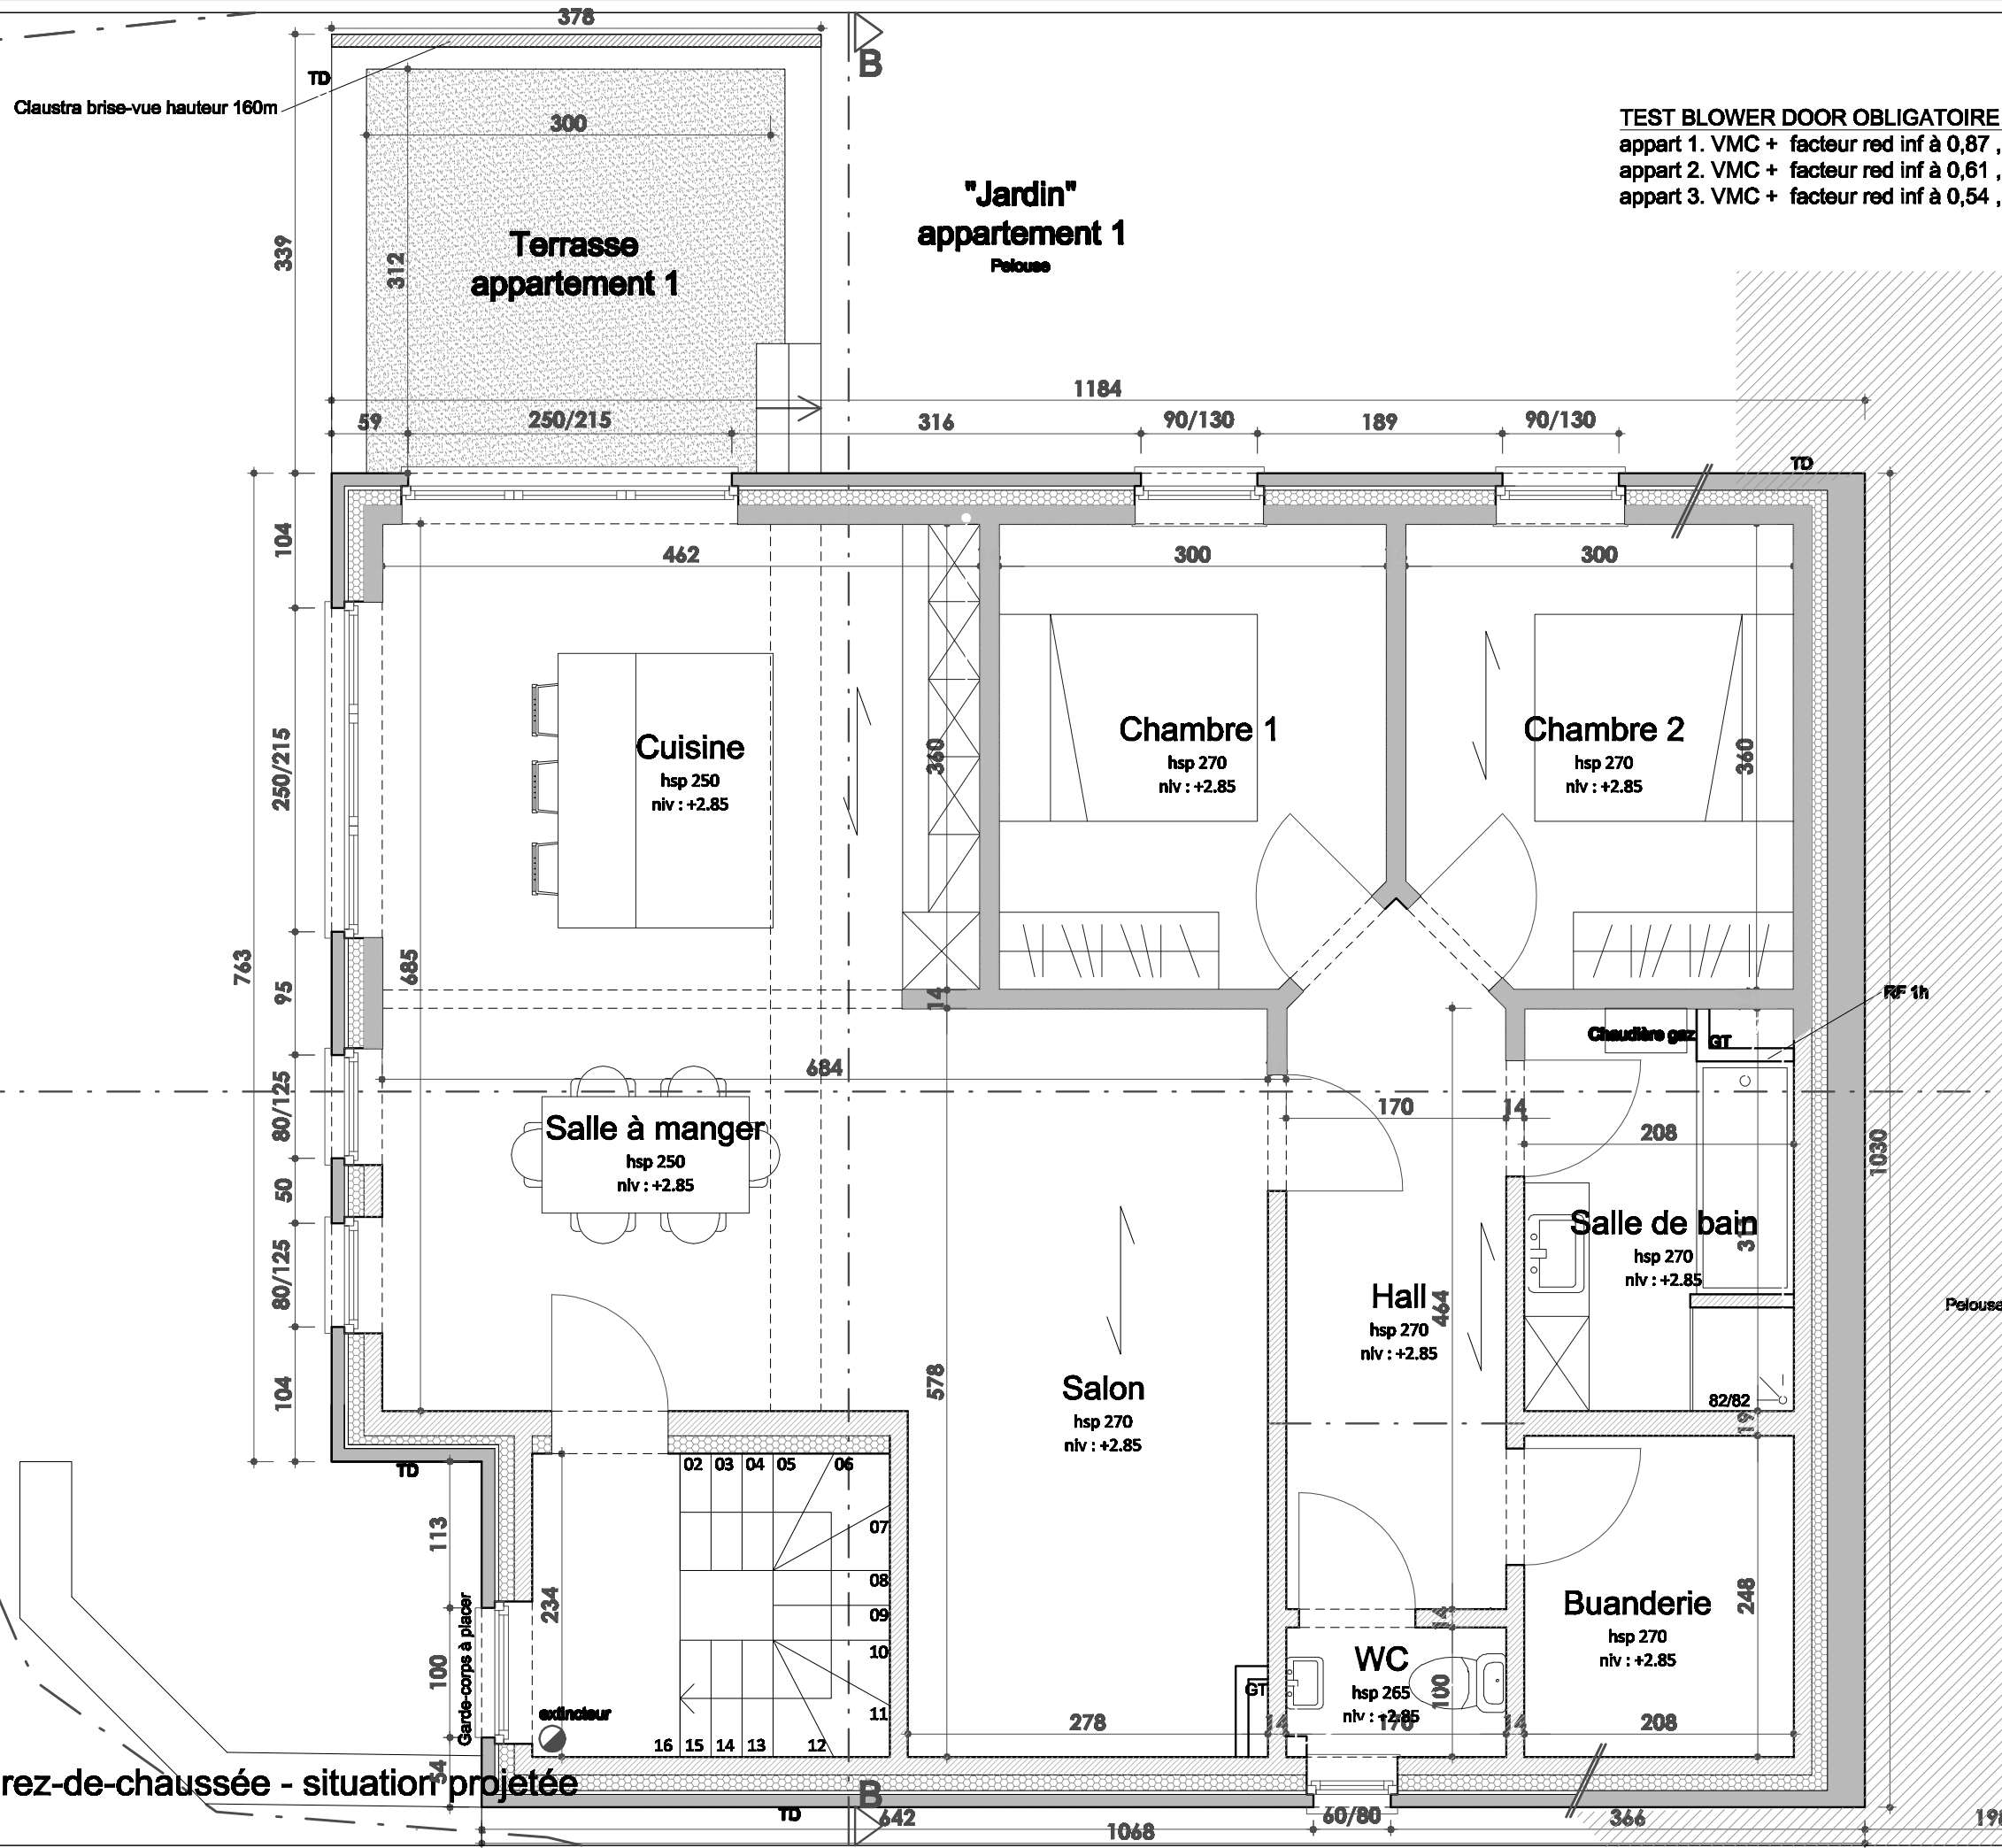 378
B
TD
Claustra brise-vue hauteur 160m
TEST BLOWER DOOR OBLIGATOIRE
appart 1. VMC + facteur red inf à 0,87 ,
appart 2. VMC + facteur red inf à 0,61 ,
appart 3. VMC + facteur red inf à 0,54 ,
300
"Jardin"
appartement 1
Pelouse
339
312
Terrasse
appartement 1
1184
59
250/215
316
90/130
189
90/130
TD
104
462
300
300
250/215
Cuisine
hsp 250
niv : +2.85
360
Chambre 1
hsp 270
niv : +2.85
Chambre 2
hsp 270
niv : +2.85
360
763
685
95
14
RF 1h
Chaudière gaz
GT
684
80/125
170
14
208
1030
Salle à manger
hsp 250
niv : +2.85
50
Salle de bain
hsp 270
niv : +2.85
80/125
Hall
hsp 270
niv : +2.85
464
Pelouse
104
578
Salon
hsp 270
niv : +2.85
82/82
19
TD
02 03 04 05 06
07
08
09
10
11
16 15 14 13 12
113
234
100
54
Garde-corps à placer
extincteur
Buanderie
hsp 270
niv : +2.85
248
14
WC
hsp 265
niv : +2.85
100
170
GT
278
14
14
208
rez-de-chaussée - situation projetée
B
TD
642
60/80
366
1068